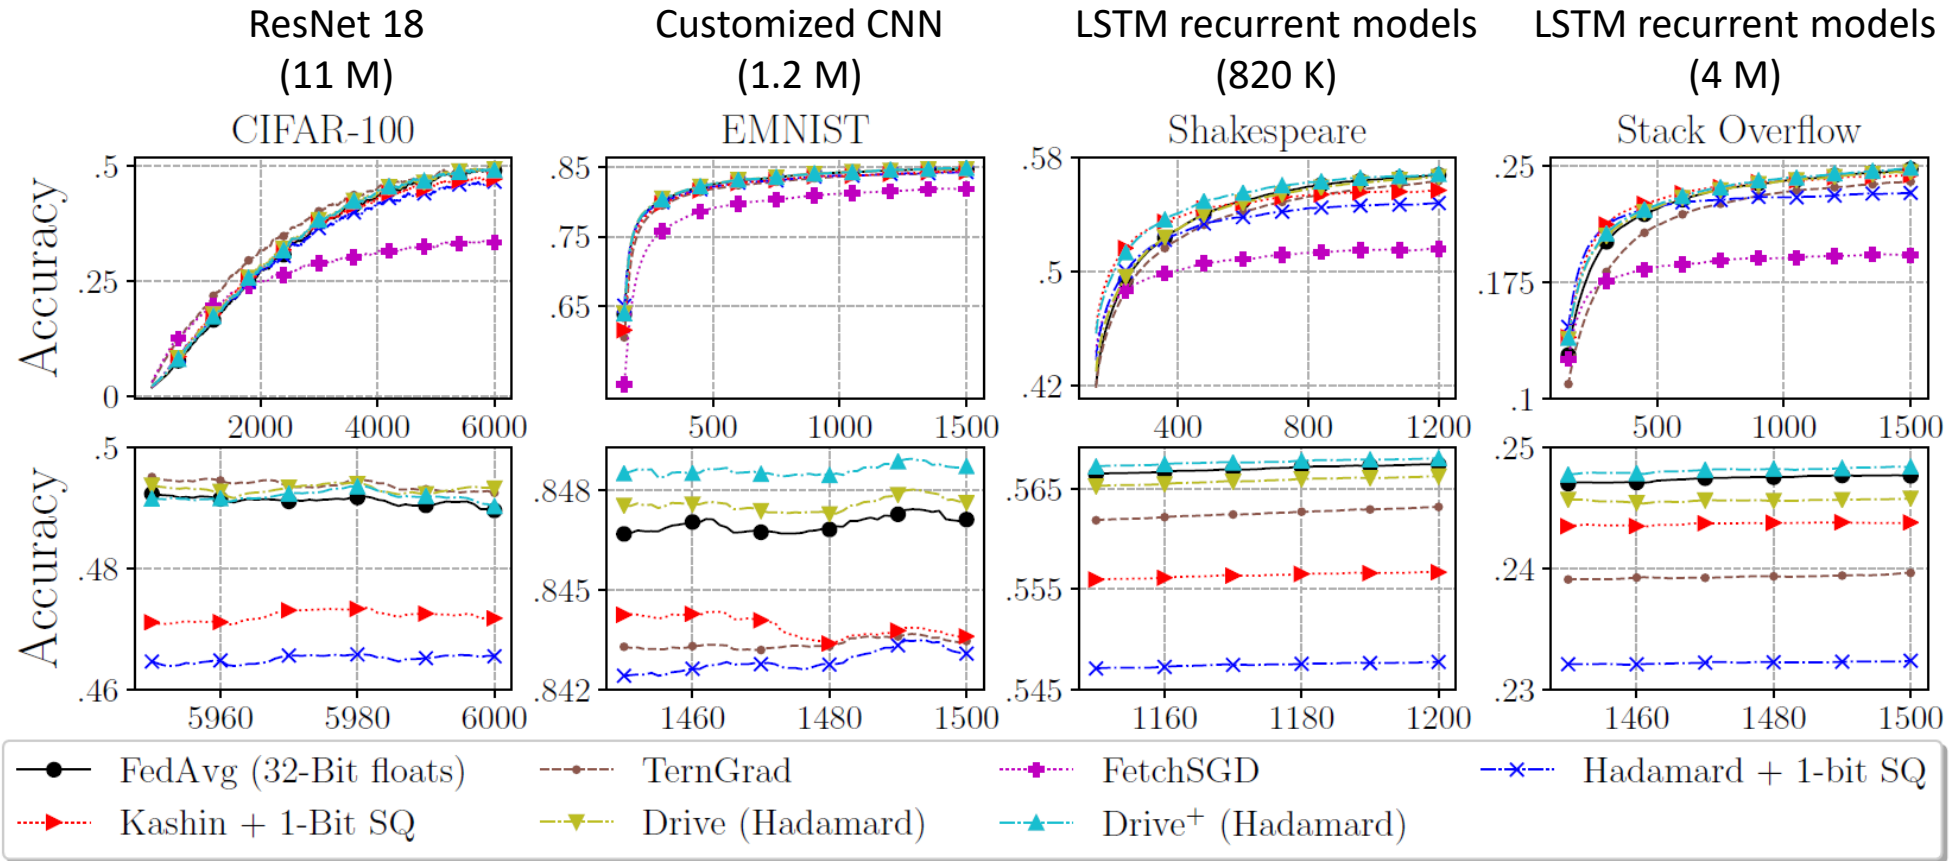 ResNet 18
(11 M)
Customized CNN
(1.2 M)
LSTM recurrent models
(820 K)
LSTM recurrent models
(4 M)
CIFAR-100
EMNIST
Shakespeare
Stack Overflow
Accuracy
.5
.25
0
2000 4000 6000
.85
.75
.65
500 1000 1500
.58
.5
.42
400 800 1200
.25
.175
.1
500 1000 1500
Accuracy
.5
.48
.46
5960 5980 6000
.848
.845
.842
1460 1480 1500
.565
.555
.545
1160 1180 1200
.25
.24
.23
1460 1480 1500
FedAvg (32-Bit floats)
TernGrad
FetchSGD
Hadamard + 1-bit SQ
Kashin + 1-Bit SQ
Drive (Hadamard)
Drive+ (Hadamard)